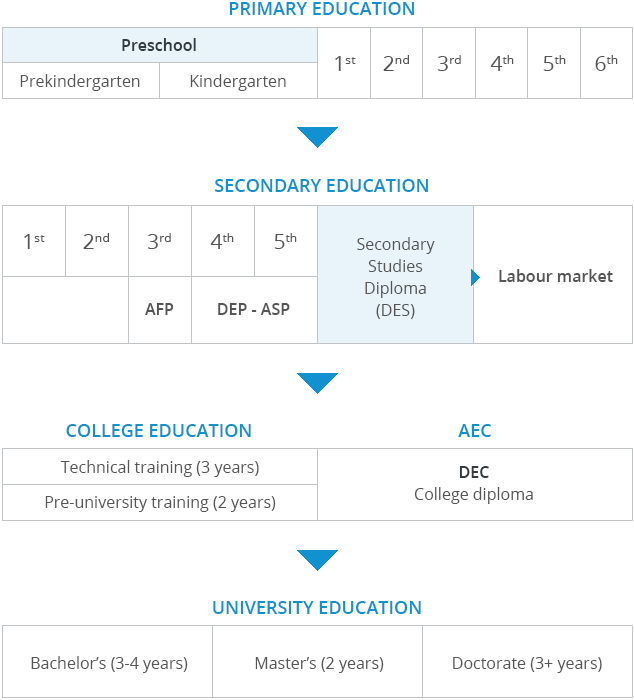 PRIMARY EDUCATION
Preschool
Prekindergarten Kindergarten
1st 2nd 3rd 4th 5th 6th
SECONDARY EDUCATION
1st 2nd 3rd 4th 5th
AFP DEP - ASP
Secondary
Studies
Diploma
(DES)
Labour market
COLLEGE EDUCATION
Technical training (3 years)
Pre-university training (2 years)
AEC
DEC
College diploma
UNIVERSITY EDUCATION
Bachelor’s (3-4 years) Master’s (2 years) Doctorate (3+ years)